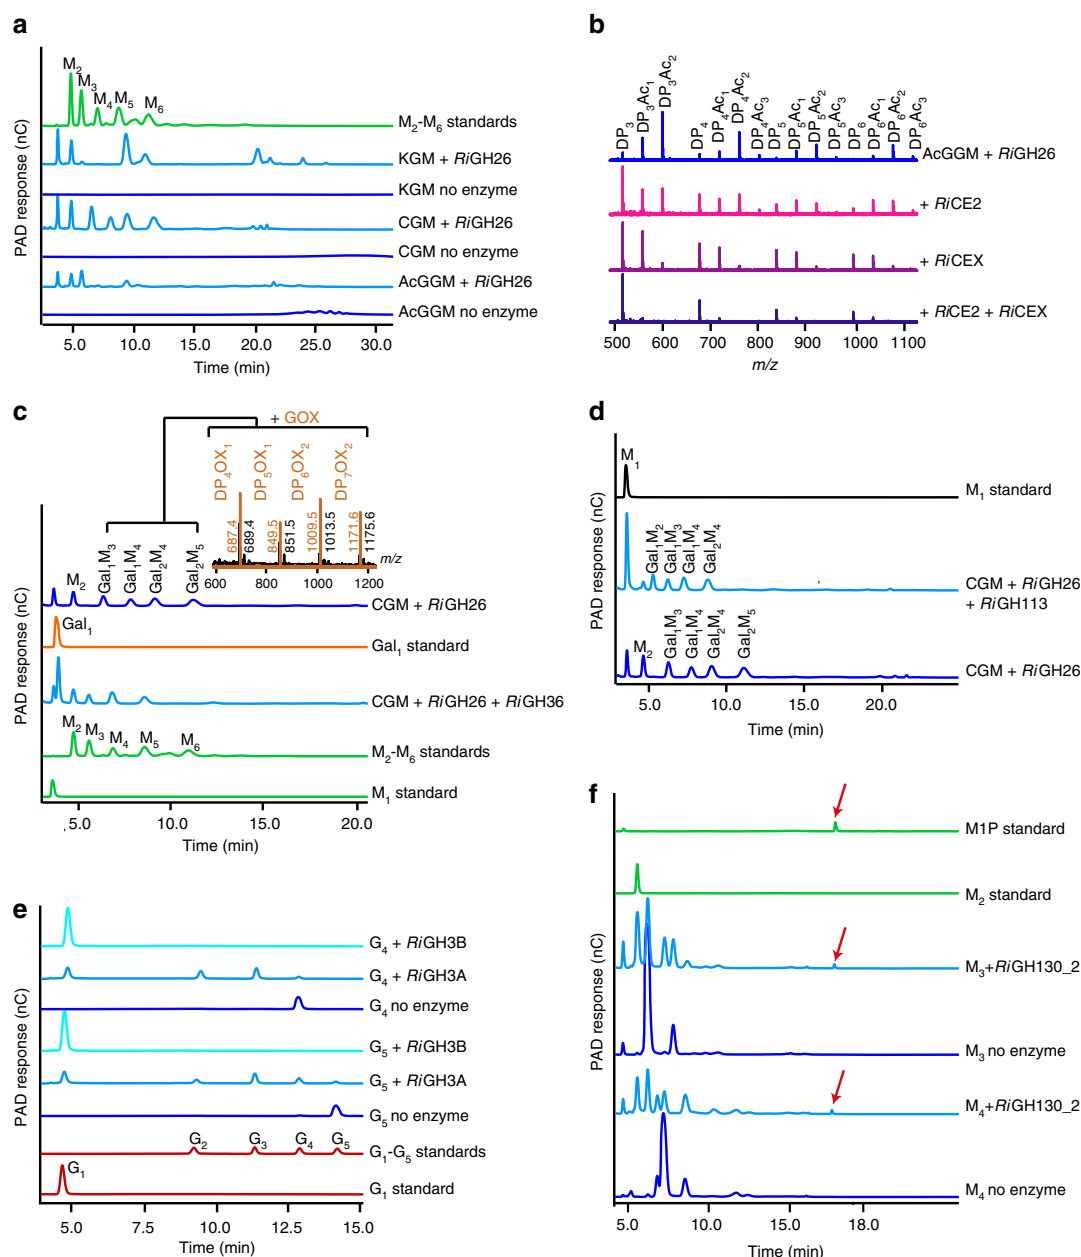 a
PAD response (nC)
M2
M3
M4
M5
M6
M2-M6 standards
KGM + RiGH26
KGM no enzyme
CGM + RiGH26
CGM no enzyme
AcGGM + RiGH26
AcGGM no enzyme
5.0 10.0 15.0 20.0 25.0 30.0
Time (min)
b
DP3
DP3Ac1
DP3Ac2
DP4
DP4Ac1
DP4Ac2
DP4Ac3
DP5
DP5Ac1
DP5Ac2
DP5Ac3
DP6
DP6Ac1
DP6Ac2
DP6Ac3
AcGGM + RiGH26
+ RiCE2
+ RiCEX
+ RiCE2 + RiCEX
500 600 700 800 900 1000 1100
m/z
c
+ GOX
DP4OX1
DP5OX1
DP6OX2
DP7OX2
687.4
689.4
849.5
851.5
1009.5
1013.5
1171.6
1175.6
600 800 1000 1200
m/z
PAD response (nC)
M2
Gal1M3
Gal1M4
Gal2M4
Gal2M5
CGM + RiGH26
Gal1
Gal1 standard
CGM + RiGH26 + RiGH36
M2 M3 M4 M5 M6
M2-M6 standards
M1 standard
5.0 10.0 15.0 20.0
Time (min)
d
PAD response (nC)
M1
M1 standard
Gal1M2
Gal1M3
Gal1M4
Gal2M4
CGM + RiGH26
+ RiGH113
M2
Gal1M3
Gal1M4
Gal2M4
Gal2M5
CGM + RiGH26
5.0 10.0 15.0 20.0
Time (min)
e
PAD response (nC)
G4 + RiGH3B
G4 + RiGH3A
G4 no enzyme
G5 + RiGH3B
G5 + RiGH3A
G5 no enzyme
G2 G3 G4 G5
G1-G5 standards
G1
G1 standard
5.0 7.5 10.0 12.5 15.0
Time (min)
f
PAD response (nC)
M1P standard
M2 standard
M3+RiGH130_2
M3 no enzyme
M4+RiGH130_2
M4 no enzyme
5.0 10.0 15.0 18.0
Time (min)